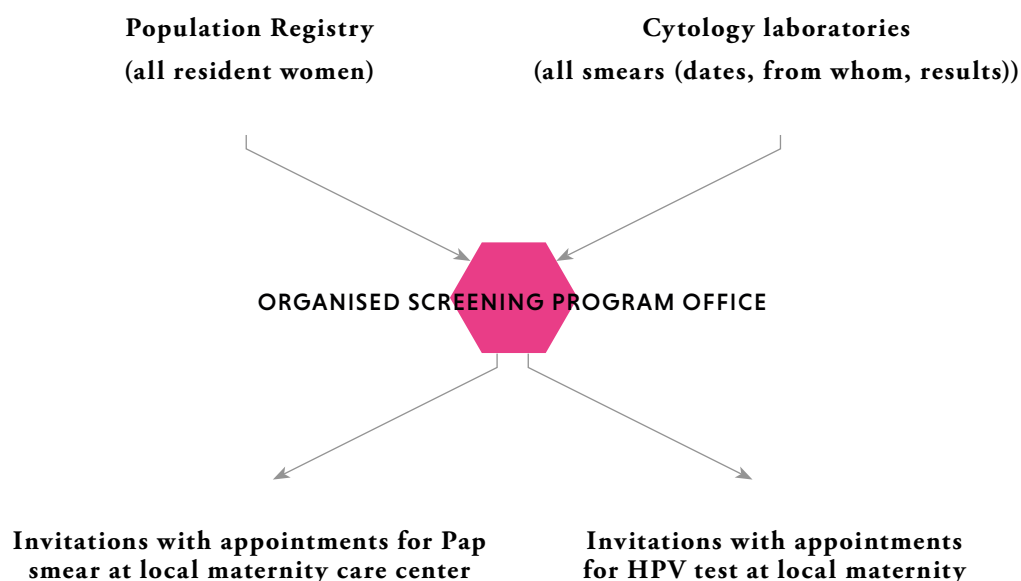 Population Registry
(all resident women)
Cytology laboratories
(all smears (dates, from whom, results))
ORGANISED SCREENING PROGRAM OFFICE
Invitations with appointments for Pap
smear at local maternity care center
Invitations with appointments
for HPV test at local maternity